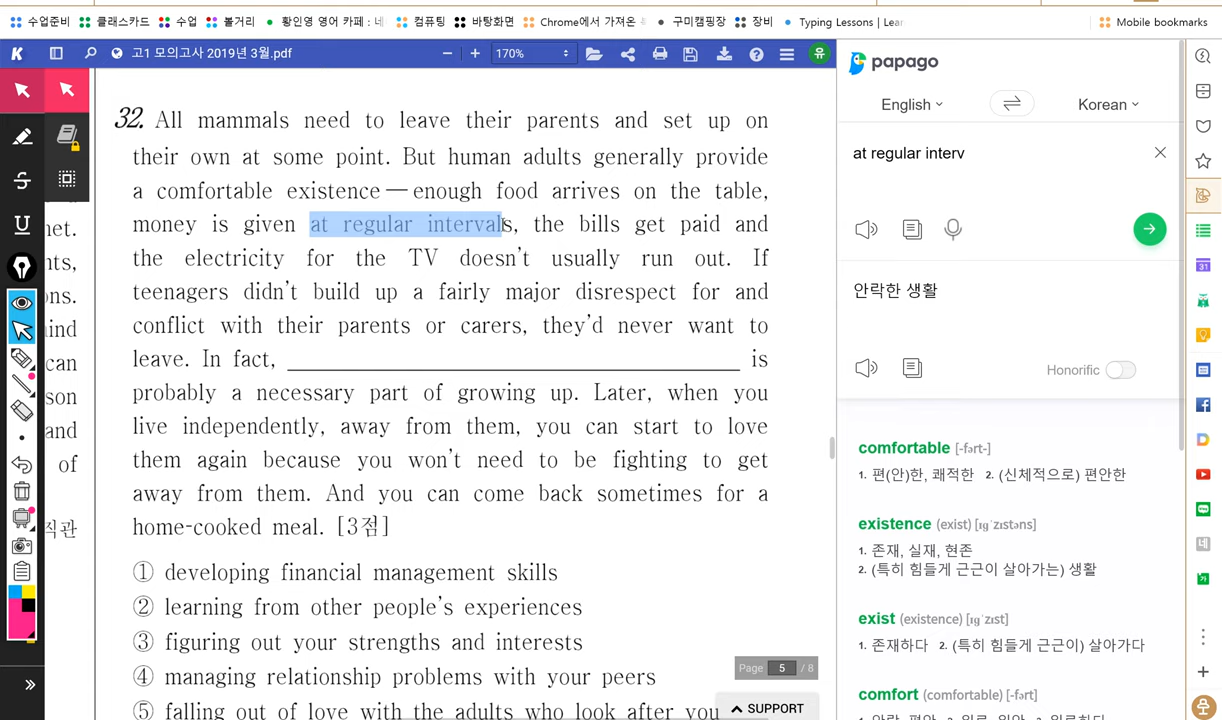 수업준비 클래스카드 수업 볼거리 황인영 영어 카페 : 네 컴퓨팅 바탕화면 Chrome에서 가져온 구미캠핑장 장비 Typing Lessons | Lear Mobile bookmarks
K 고1 모의고사 2019년 3월.pdf 170%
papago
English Korean
32. All mammals need to leave their parents and set up on
their own at some point. But human adults generally provide
a comfortable existence — enough food arrives on the table,
money is given at regular intervals, the bills get paid and
the electricity for the TV doesn't usually run out. If
teenagers didn't build up a fairly major disrespect for and
conflict with their parents or carers, they'd never want to
leave. In fact, ______ is
probably a necessary part of growing up. Later, when you
live independently, away from them, you can start to love
them again because you won't need to be fighting to get
away from them. And you can come back sometimes for a
home-cooked meal. [3점]
① developing financial management skills
② learning from other people's experiences
③ figuring out your strengths and interests
④ managing relationship problems with your peers
⑤ falling out of love with the adults who look after you
net.
nts,
ons.
hind
can
son
and
of
직관
Page 5 / 8
SUPPORT
at regular interv
안락한 생활
Honorific
comfortable [-fərt-]
1. 편(안)한, 쾌적한 2. (신체적으로) 편안한
existence (exist) [ɪɡˈzɪstəns]
1. 존재, 실재, 현존
2. (특히 힘들게 근근이 살아가는) 생활
exist (existence) [ɪɡˈzɪst]
1. 존재하다 2. (특히 힘들게 근근이) 살아가다
comfort (comfortable) [-fərt]
31